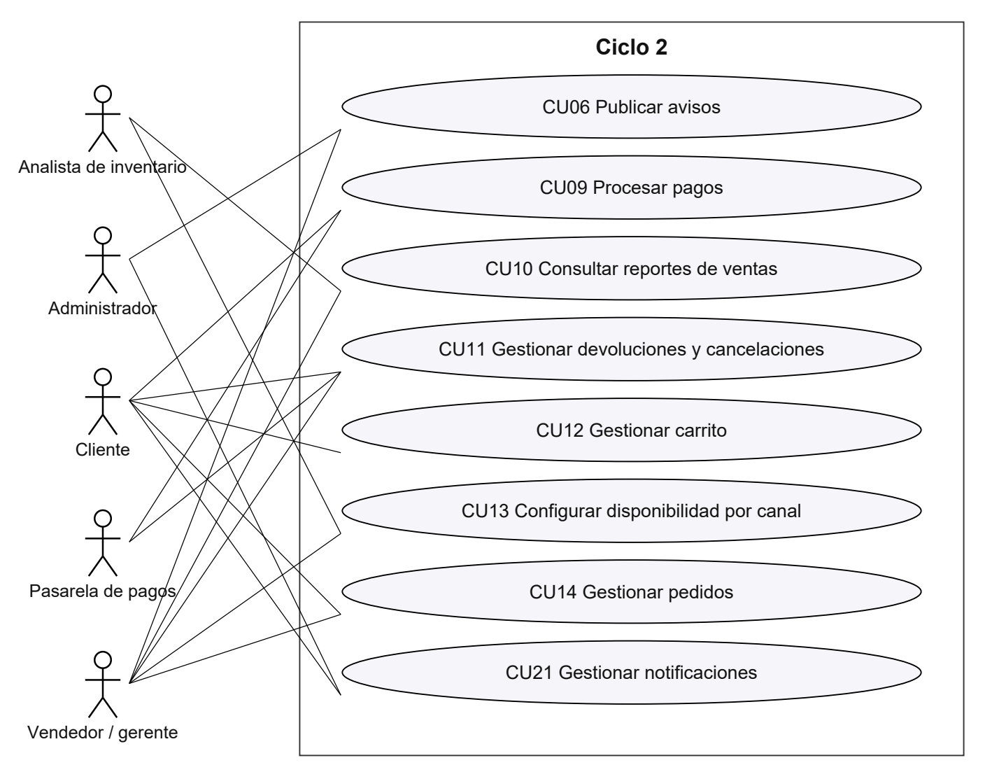 Ciclo 2
Analista de inventario
Administrador
Cliente
Pasarela de pagos
Vendedor / gerente
CU06 Publicar avisos
CU09 Procesar pagos
CU10 Consultar reportes de ventas
CU11 Gestionar devoluciones y cancelaciones
CU12 Gestionar carrito
CU13 Configurar disponibilidad por canal
CU14 Gestionar pedidos
CU21 Gestionar notificaciones